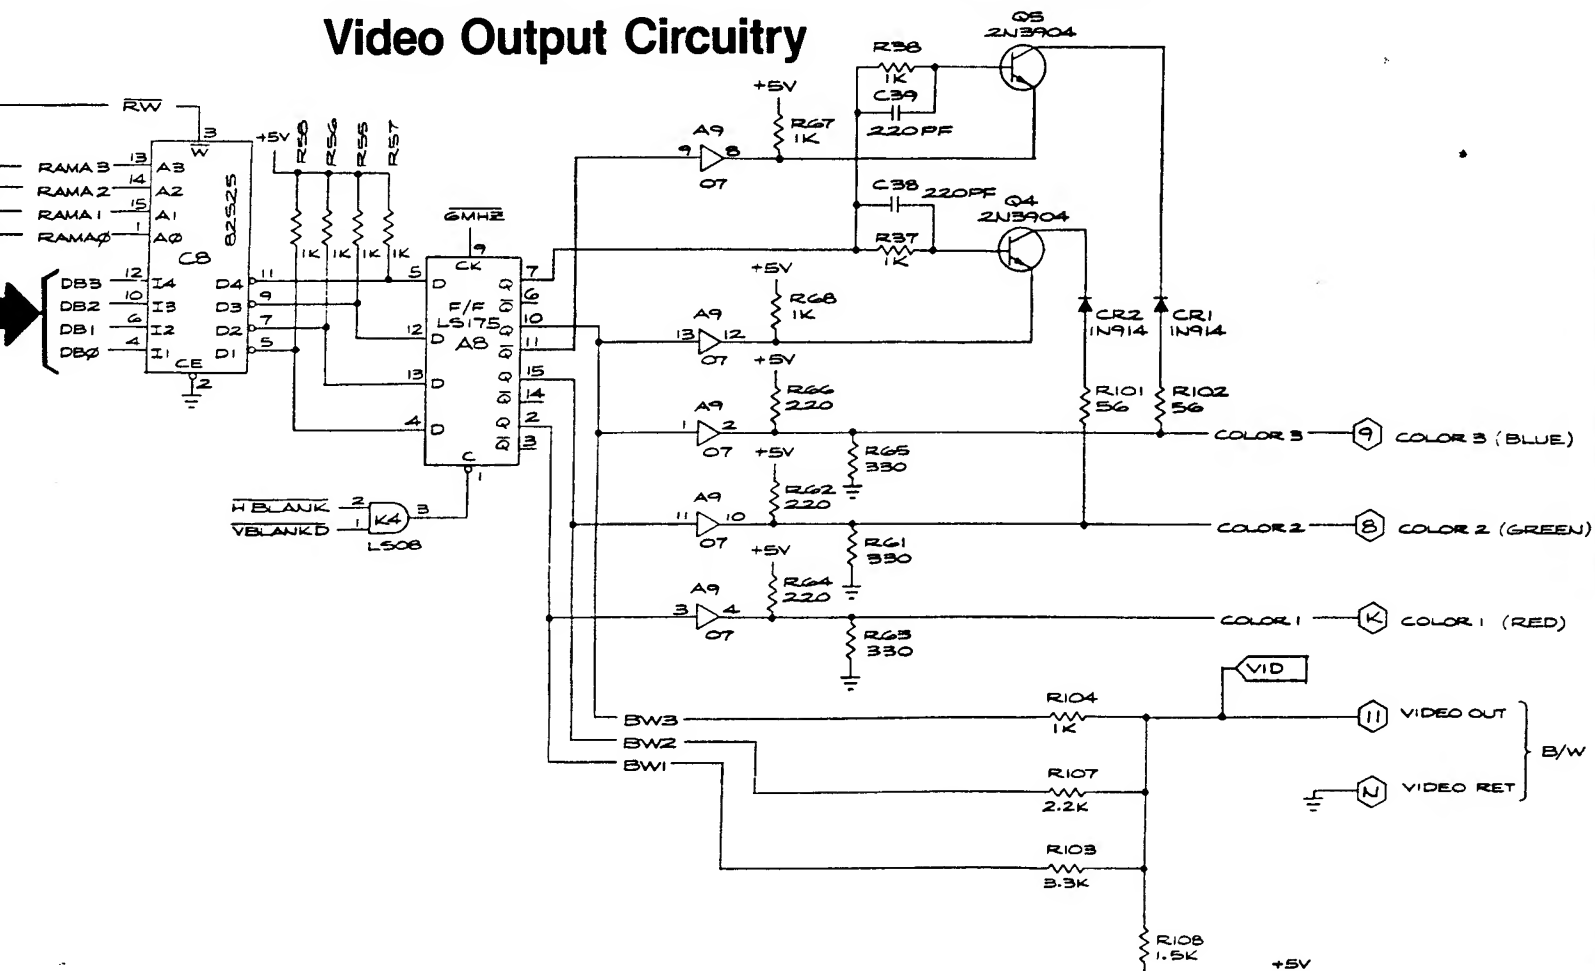 Video Output Circuitry
Q5
2N3904
R38
1K
C39
220PF
+5V
R67
1K
A9
9 8
07
C38 220PF
Q4
2N3904
R37
1K
RW
3
W
+5V
R58 R56 R55 R57
1K 1K 1K 1K
RAMA3 13 A3
RAMA2 14 A2
RAMA1 15 A1
RAMAØ 1 AØ
82S25
C8
DB3 12 I4 D4 11
DB2 10 I3 D3 9
DB1 6 I2 D2 7
DBØ 4 I1 D1 5
CE
2
6MHZ
9
CK
5 D Q 7
Q 6
F/F
LS175
A8
Q 10
12 D Q 11
13 D Q 15
Q 14
4 D Q 2
Q 3
C
1
H BLANK 2
VBLANKD 1
K4 3
LS08
+5V
R68
1K
A9
13 12
07
+5V
R66
220
A9
1 2
07
R65
330
+5V
R62
220
A9
11 10
07
R61
330
+5V
R64
220
A9
3 4
07
R63
330
CR2
1N914
CR1
1N914
R101
56
R102
56
COLOR 3 9 COLOR 3 (BLUE)
COLOR 2 8 COLOR 2 (GREEN)
COLOR 1 K COLOR 1 (RED)
VID
BW3
R104
1K
11 VIDEO OUT
BW2
BW1
B/W
R107
2.2K
N VIDEO RET
R103
3.3K
R108
1.5K
+5V